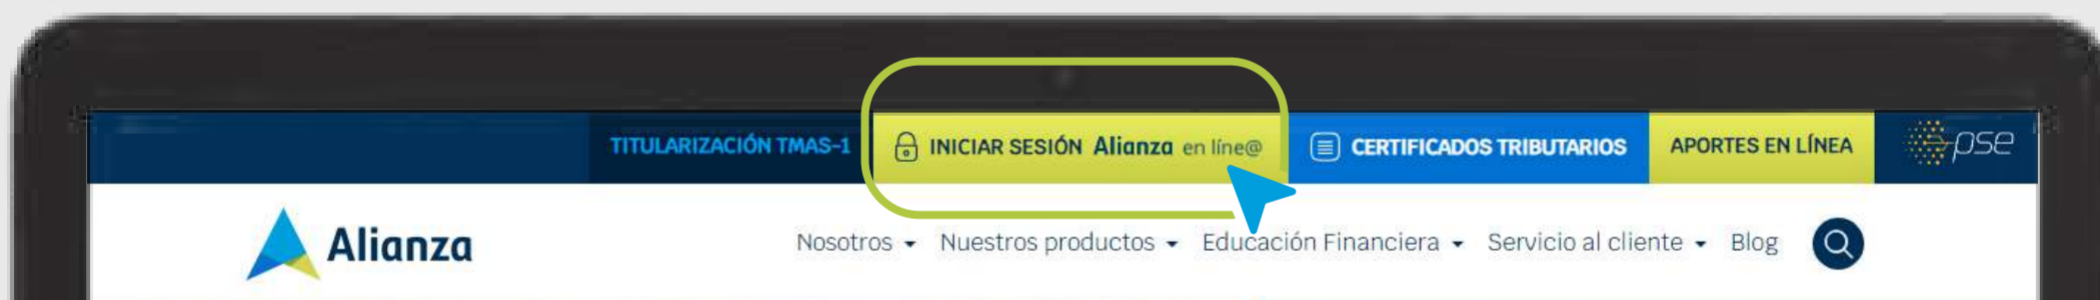 TITULARIZACIÓN TMAS-1 INICIAR SESIÓN Alianza en líne@ CERTIFICADOS TRIBUTARIOS APORTES EN LÍNEA pse
Alianza Nosotros Nuestros productos Educación Financiera Servicio al cliente Blog